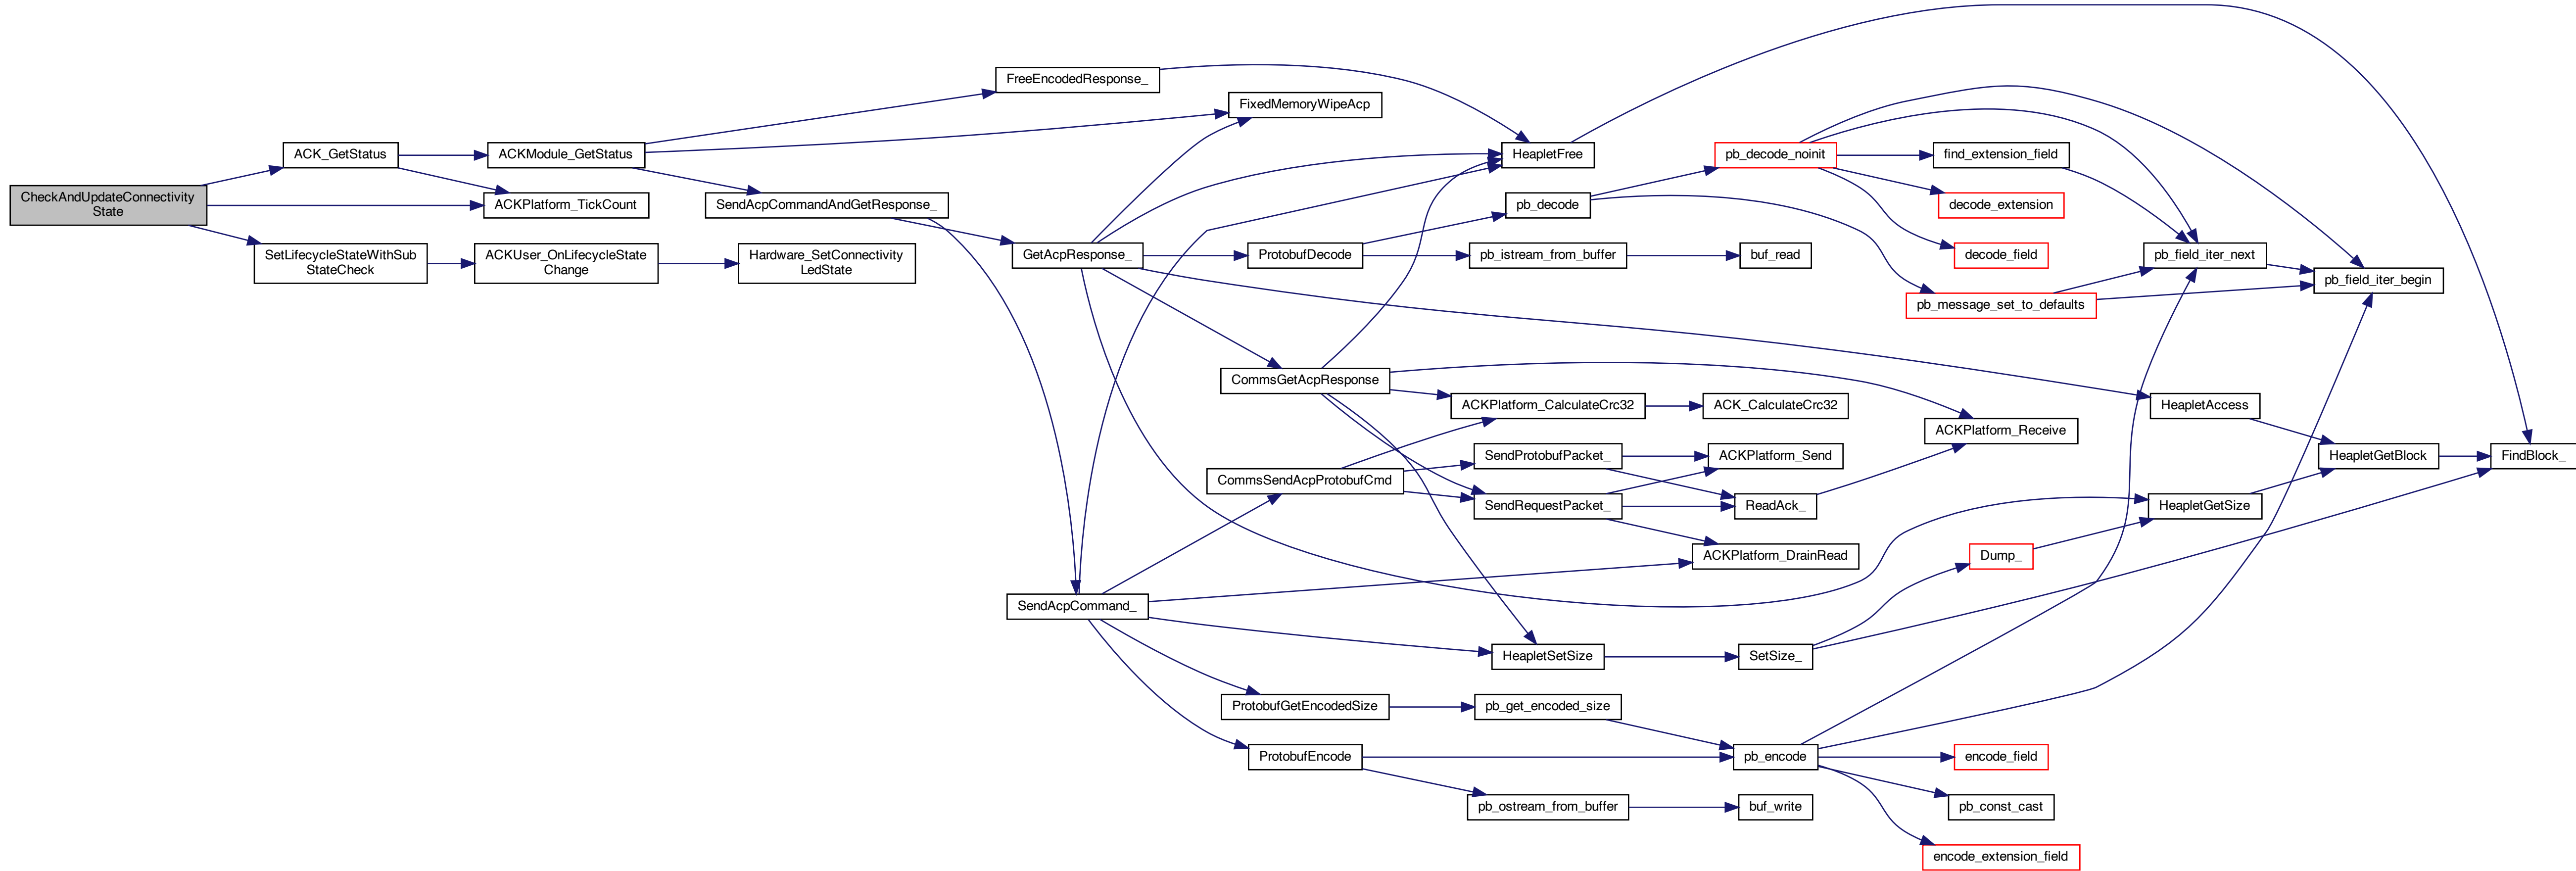 FreeEncodedResponse_
FixedMemoryWipeAcp
ACK_GetStatus
ACKModule_GetStatus
HeapletFree
pb_decode_noinit
find_extension_field
CheckAndUpdateConnectivity
State
ACKPlatform_TickCount
SendAcpCommandAndGetResponse_
pb_decode
decode_extension
SetLifecycleStateWithSub
StateCheck
ACKUser_OnLifecycleState
Change
Hardware_SetConnectivity
LedState
GetAcpResponse_
ProtobufDecode
pb_istream_from_buffer
buf_read
decode_field
pb_field_iter_next
pb_field_iter_begin
pb_message_set_to_defaults
CommsGetAcpResponse
ACKPlatform_CalculateCrc32
ACK_CalculateCrc32
HeapletAccess
ACKPlatform_Receive
SendProtobufPacket_
ACKPlatform_Send
HeapletGetBlock
FindBlock_
CommsSendAcpProtobufCmd
SendRequestPacket_
ReadAck_
HeapletGetSize
ACKPlatform_DrainRead
Dump_
SendAcpCommand_
HeapletSetSize
SetSize_
ProtobufGetEncodedSize
pb_get_encoded_size
ProtobufEncode
pb_encode
encode_field
pb_ostream_from_buffer
buf_write
pb_const_cast
encode_extension_field